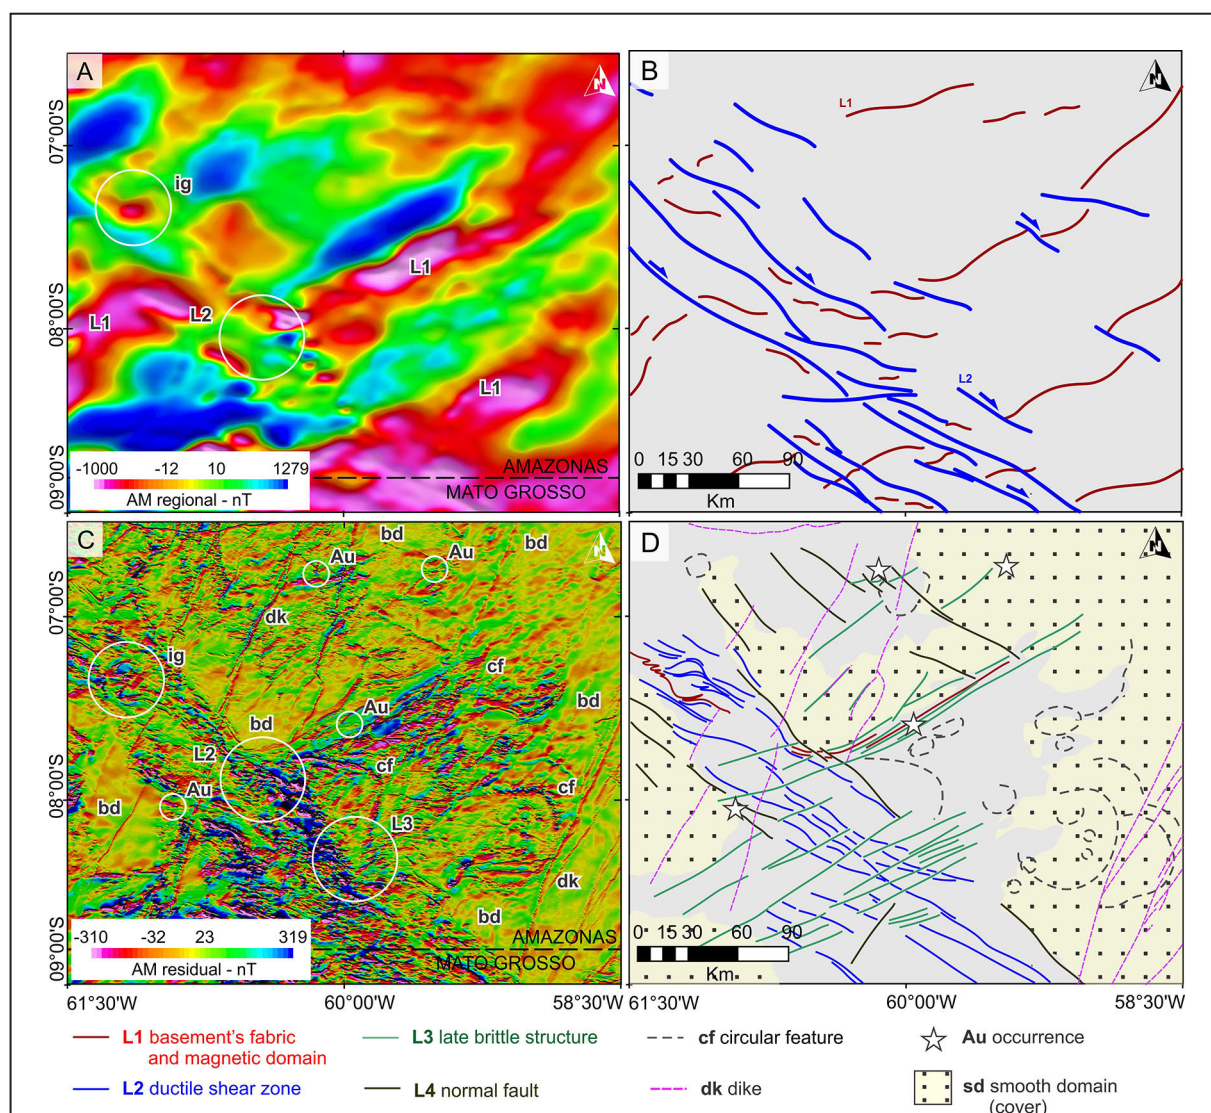 A
N
ig
L1
L2
L1
L1
07°00'S
08°00'S
09°00'S
-1000 -12 10 1279
AM regional - nT
AMAZONAS
MATO GROSSO
B
N
L1
L2
0 15 30 60 90
Km
C
N
bd
bd
Au
Au
dk
ig
cf
Au
bd
bd
L2
cf
Au
cf
bd
L3
dk
bd
07°00'S
08°00'S
09°00'S
-310 -32 23 319
AM residual - nT
AMAZONAS
MATO GROSSO
61°30'W 60°00'W 58°30'W
D
N
0 15 30 60 90
Km
61°30'W 60°00'W 58°30'W
L1 basement's fabric
and magnetic domain
L2 ductile shear zone
L3 late brittle structure
L4 normal fault
cf circular feature
dk dike
Au occurrence
sd smooth domain
(cover)